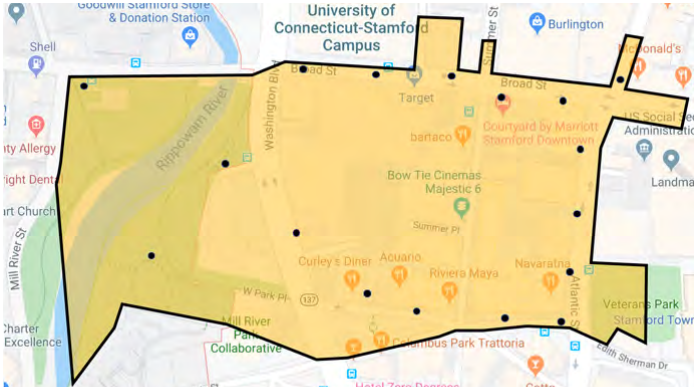 Goodwill Stamford Store
& Donation Station
University of
Connecticut-Stamford
Campus
Burlington
Shell
McDonald's
Broad St
Summer St
Broad St
Washington Blvd
Target
Rippowam River
Courtyard by Marriott
Stamford Downtown
US Social Sec
Administrati
bartaco
ty Allergy
right Dental
Bow Tie Cinemas
Majestic 6
Landma
art Church
Mill River St
Summer Pl
Curley's Diner
Acuario
Navaratna
Riviera Maya
W Park Pl
137
Atlantic S
Veterans Park
Stamford Town
Mill River
Park
Collaborative
Charter
Excellence
Columbus Park Trattoria
Edith Sherman Dr
Hotel Zero Degrees